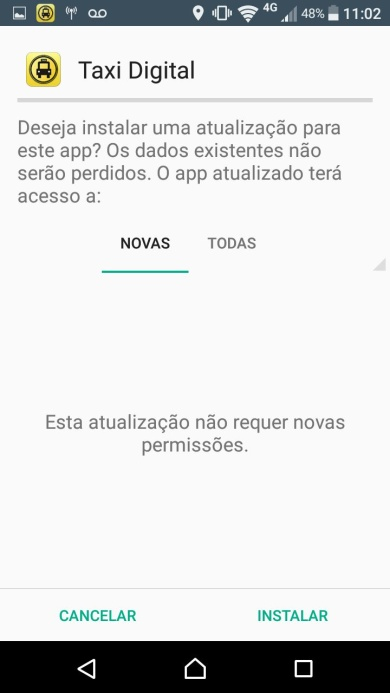 4G 48% 11:02
Taxi Digital
Deseja instalar uma atualização para
este app? Os dados existentes não
serão perdidos. O app atualizado terá
acesso a:
NOVAS TODAS
Esta atualização não requer novas
permissões.
CANCELAR INSTALAR